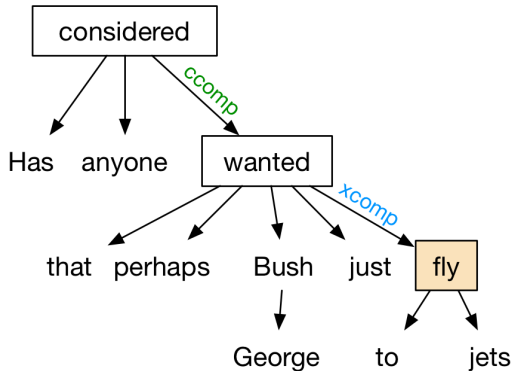 considered
ccomp
Has anyone wanted
xcomp
that perhaps Bush just fly
George to jets